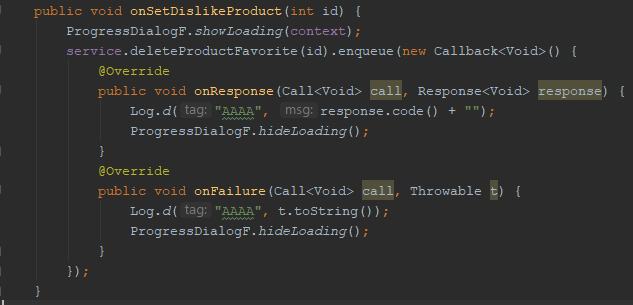 public void onSetDislikeProduct(int id) {
ProgressDialogF.showLoading(context);
service.deleteProductFavorite(id).enqueue(new Callback<Void>() {
@Override
public void onResponse(Call<Void> call, Response<Void> response) {
Log.d( tag: "AAAA", msg: response.code() + "");
ProgressDialogF.hideLoading();
}
@Override
public void onFailure(Call<Void> call, Throwable t) {
Log.d( tag: "AAAA", t.toString());
ProgressDialogF.hideLoading();
}
});
}